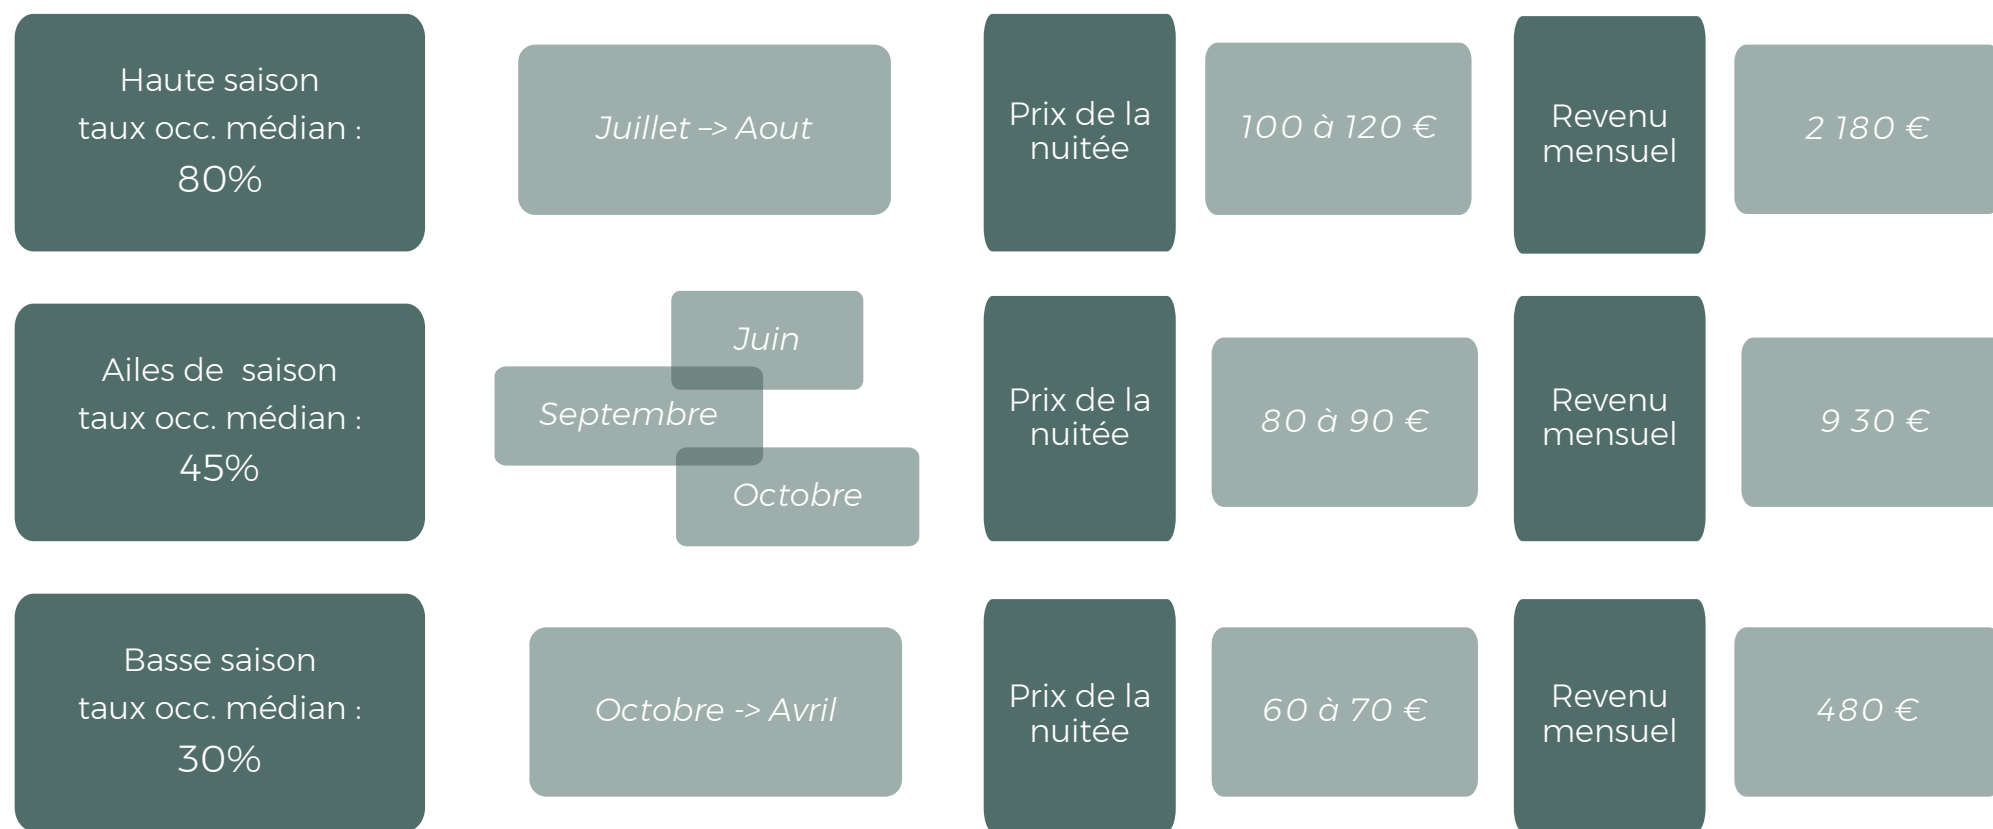 Haute saison
taux occ. médian :
80%
Juillet –> Aout
Prix de la
nuitée
100 à 120 €
Revenu
mensuel
2 180 €
Ailes de  saison
taux occ. médian :
45%
Juin
Septembre
Octobre
Prix de la
nuitée
80 à 90 €
Revenu
mensuel
9 30 €
Basse saison
taux occ. médian :
30%
Octobre -> Avril
Prix de la
nuitée
60 à 70 €
Revenu
mensuel
480 €